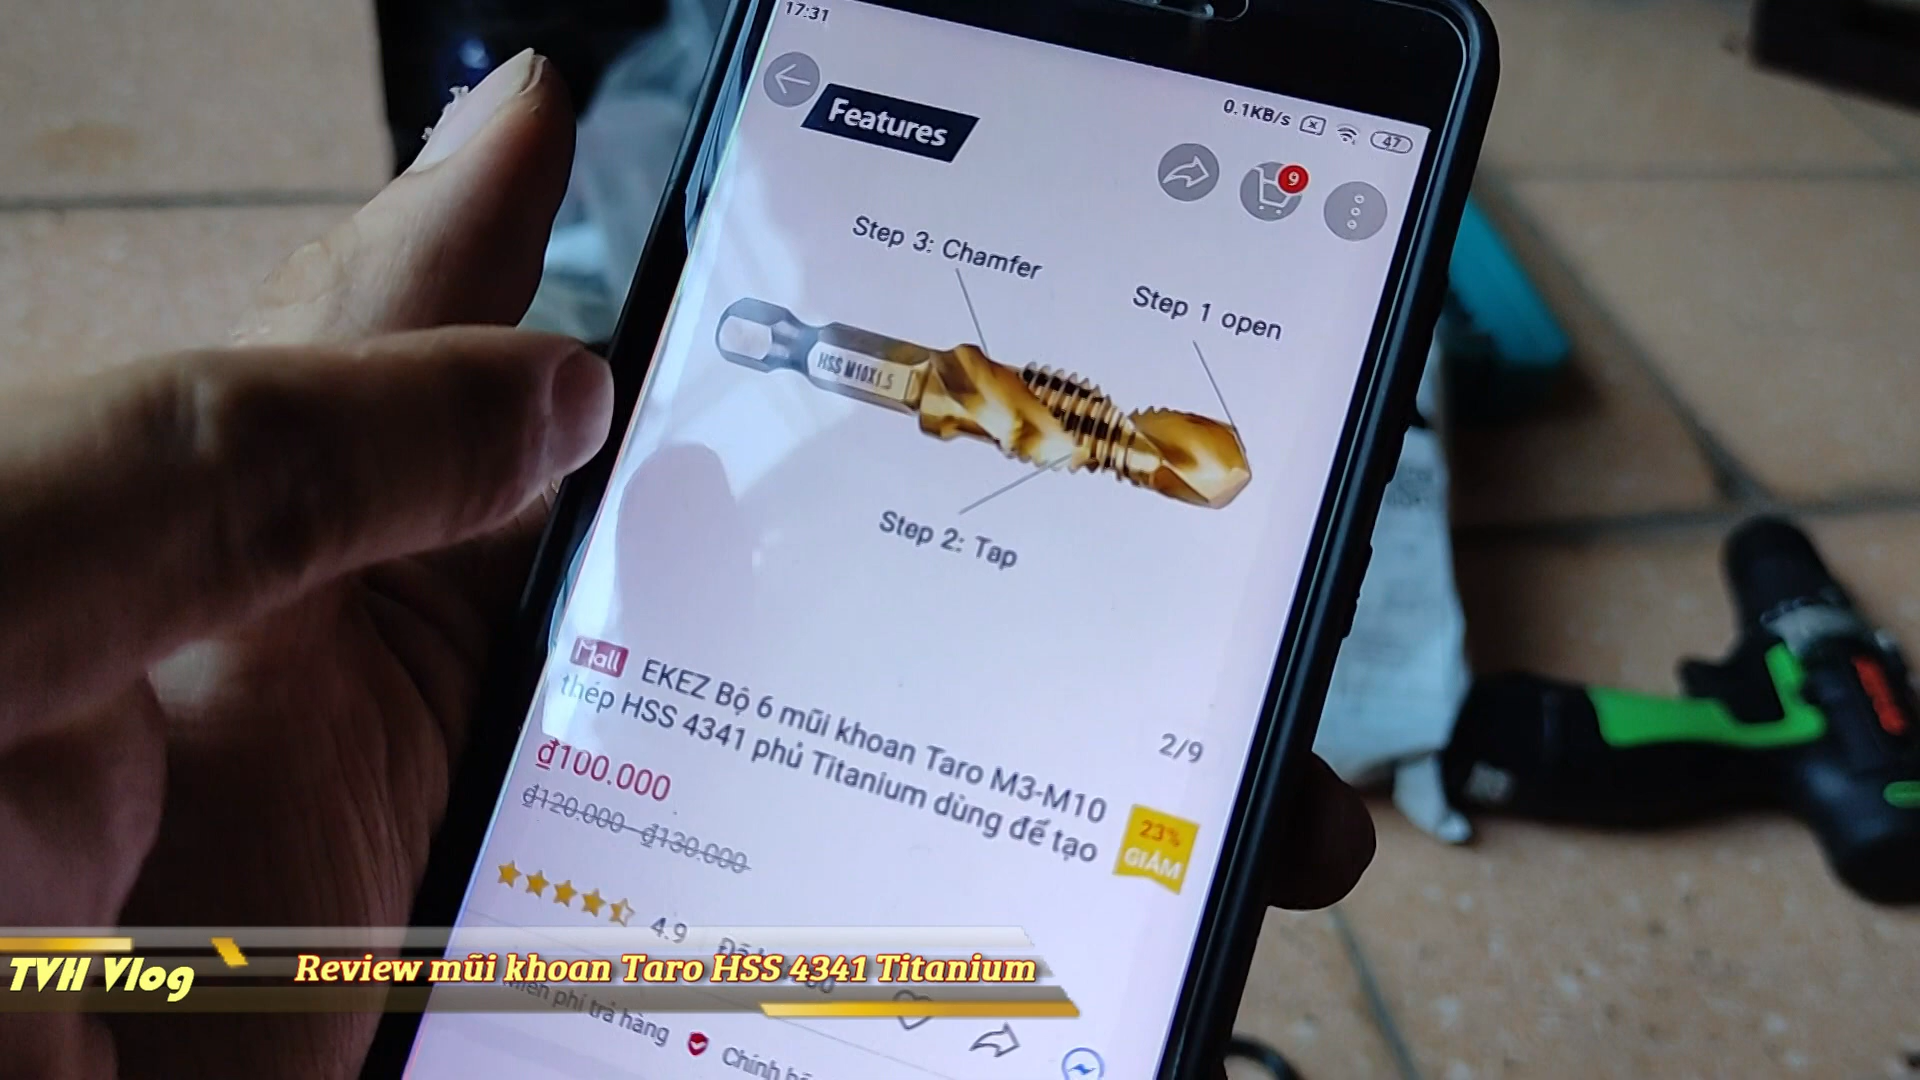 17:31
0.1KB/s
47
Features
9
Step 3: Chamfer
Step 1 open
HSS M10X1.5
Step 2: Tap
Mall EKEZ Bộ 6 mũi khoan Taro M3-M10
thép HSS 4341 phủ Titanium dùng để tạo
2/9
₫100.000
₫120.000 - ₫130.000
23%
GIẢM
4.9
TVH Vlog
Review mũi khoan Taro HSS 4341 Titanium
Miễn phí trả hàng
Chính